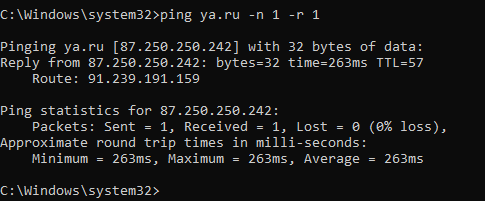 C:\Windows\system32>ping ya.ru -n 1 -r 1
Pinging ya.ru [87.250.250.242] with 32 bytes of data:
Reply from 87.250.250.242: bytes=32 time=263ms TTL=57
    Route: 91.239.191.159
Ping statistics for 87.250.250.242:
    Packets: Sent = 1, Received = 1, Lost = 0 (0% loss),
Approximate round trip times in milli-seconds:
    Minimum = 263ms, Maximum = 263ms, Average = 263ms
C:\Windows\system32>